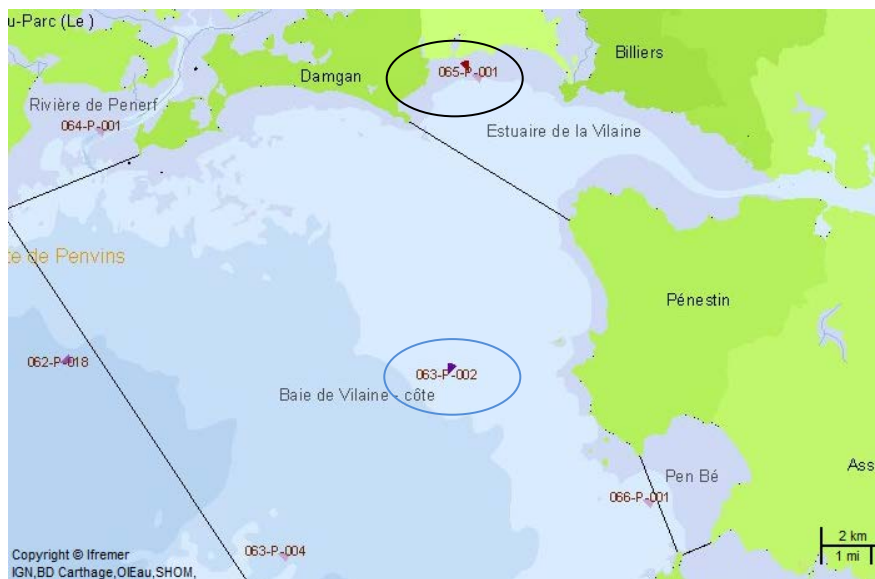 u-Parc (Le )
Damgan
065-P-001
Billiers
Rivière de Penerf
064-P-001
Estuaire de la Vilaine
te de Penvins
Pénestin
062-P-018
063-P-002
Baie de Vilaine - côte
Pen Bé
Ass
066-P-001
063-P-004
2 km
1 mi
Copyright © Ifremer
IGN,BD Carthage,OIEau,SHOM,